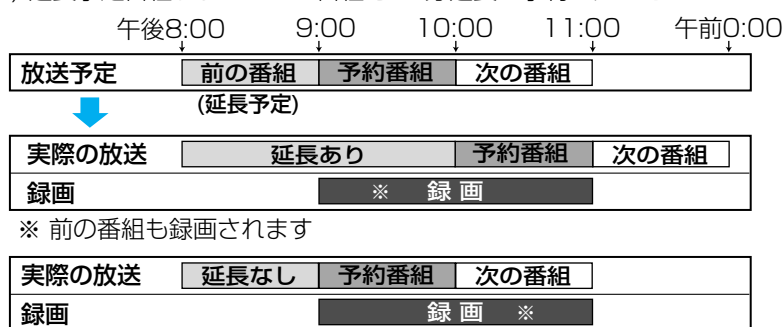 午後8:00 9:00 10:00 11:00 午前0:00
放送予定 前の番組 予約番組 次の番組
(延長予定)
実際の放送 延長あり 予約番組 次の番組
録画 ※ 録 画
※ 前の番組も録画されます
実際の放送 延長なし 予約番組 次の番組
録画 録 画 ※